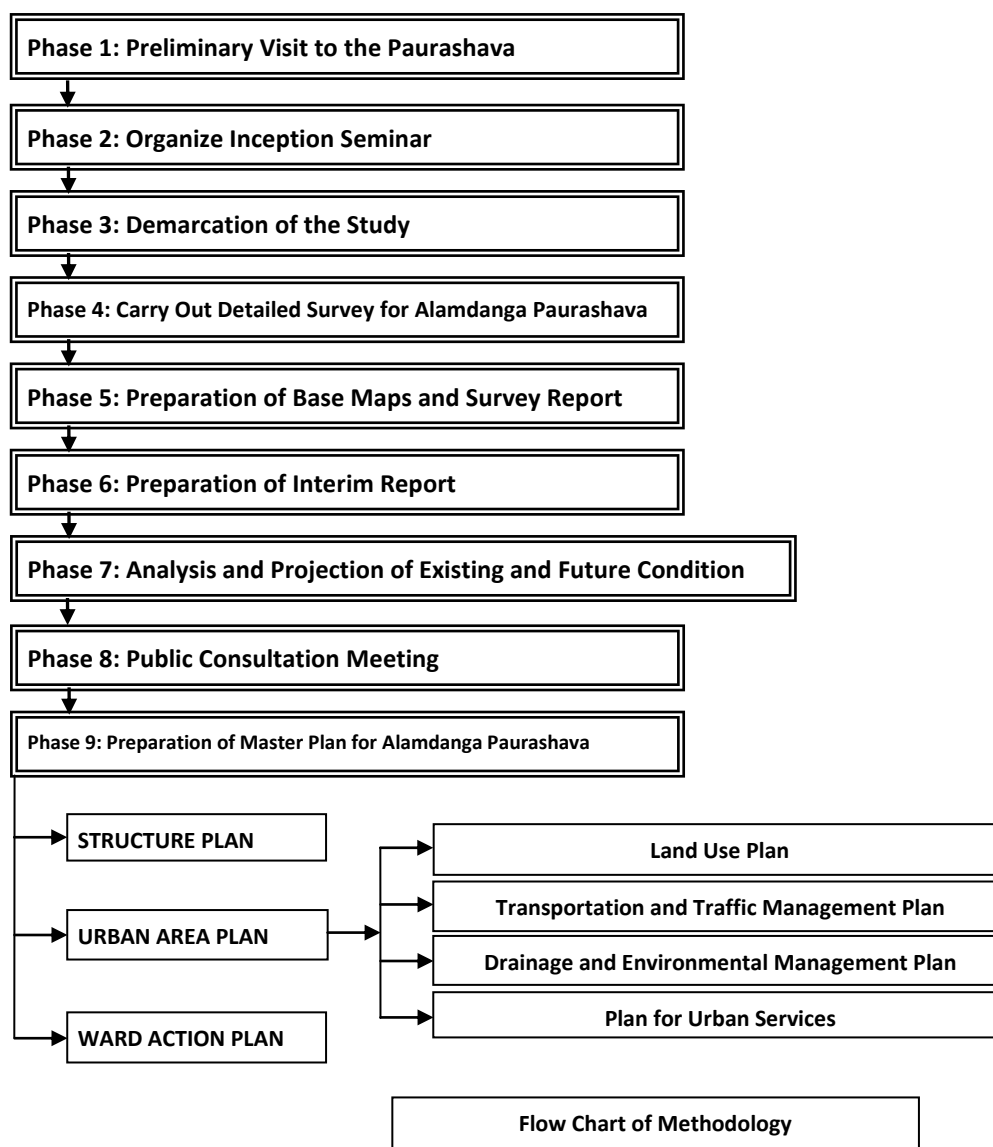 Phase 1: Preliminary Visit to the Paurashava
Phase 2: Organize Inception Seminar
Phase 3: Demarcation of the Study
Phase 4: Carry Out Detailed Survey for Alamdanga Paurashava
Phase 5: Preparation of Base Maps and Survey Report
Phase 6: Preparation of Interim Report
Phase 7: Analysis and Projection of Existing and Future Condition
Phase 8: Public Consultation Meeting
Phase 9: Preparation of Master Plan for Alamdanga Paurashava
STRUCTURE PLAN
URBAN AREA PLAN
WARD ACTION PLAN
Land Use Plan
Transportation and Traffic Management Plan
Drainage and Environmental Management Plan
Plan for Urban Services
Flow Chart of Methodology